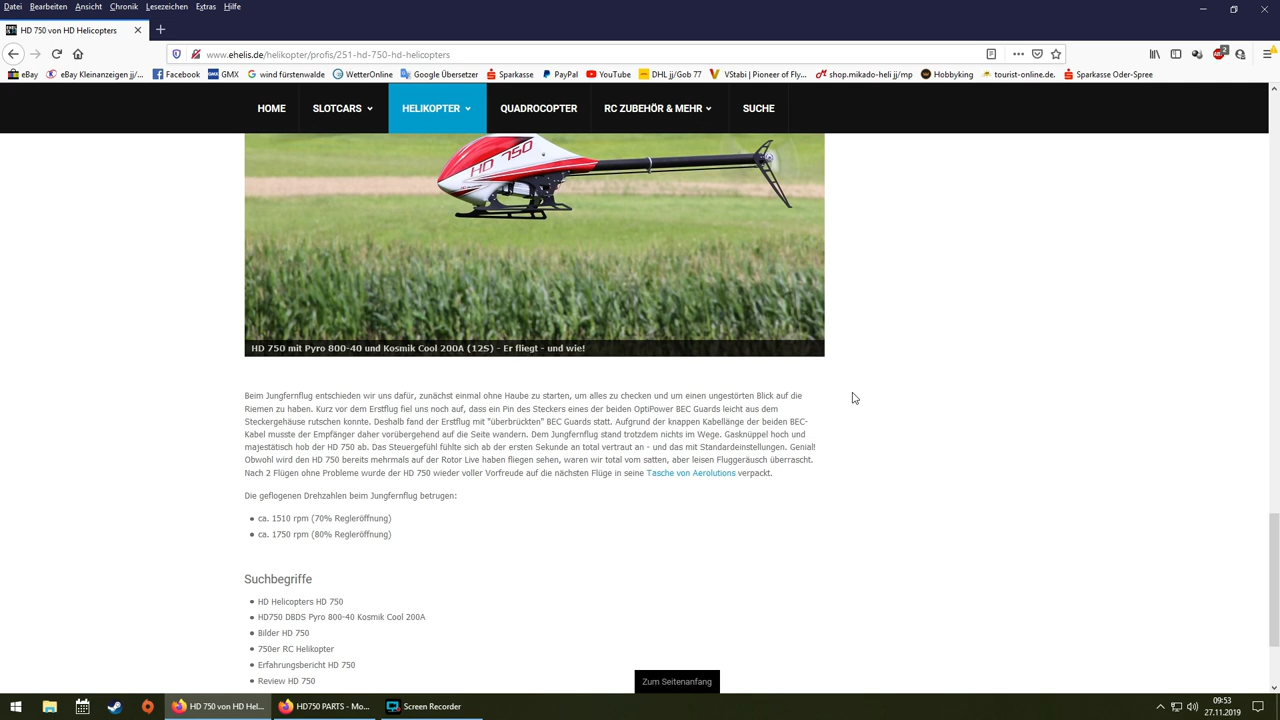 Datei Bearbeiten Ansicht Chronik Lesezeichen Extras Hilfe
HD 750 von HD Helicopters
www.ehelis.de/helikopter/profis/251-hd-750-hd-helicopters
2
eBay eBay Kleinanzeigen jj/... Facebook GMX wind fürstenwalde WetterOnline Google Übersetzer Sparkasse PayPal YouTube DHL jj/Gob 77 VStabi | Pioneer of Fly... shop.mikado-heli jj/mp Hobbyking tourist-online.de. Sparkasse Oder-Spree
HOME SLOTCARS HELIKOPTER QUADROCOPTER RC ZUBEHÖR & MEHR SUCHE
HD 750
HD 750 mit Pyro 800-40 und Kosmik Cool 200A (12S) - Er fliegt - und wie!
Beim Jungfernflug entschieden wir uns dafür, zunächst einmal ohne Haube zu starten, um alles zu checken und um einen ungestörten Blick auf die
Riemen zu haben. Kurz vor dem Erstflug fiel uns noch auf, dass ein Pin des Steckers eines der beiden OptiPower BEC Guards leicht aus dem
Steckergehäuse rutschen konnte. Deshalb fand der Erstflug mit "überbrückten" BEC Guards statt. Aufgrund der knappen Kabellänge der beiden BEC-
Kabel musste der Empfänger daher vorübergehend auf die Seite wandern. Dem Jungfernflug stand trotzdem nichts im Wege. Gasknüppel hoch und
majestätisch hob der HD 750 ab. Das Steuergefühl fühlte sich ab der ersten Sekunde an total vertraut an - und das mit Standardeinstellungen. Genial!
Obwohl wird den HD 750 bereits mehrmals auf der Rotor Live haben fliegen sehen, waren wir total vom satten, aber leisen Fluggeräusch überrascht.
Nach 2 Flügen ohne Probleme wurde der HD 750 wieder voller Vorfreude auf die nächsten Flüge in seine Tasche von Aerolutions verpackt.
Die geflogenen Drehzahlen beim Jungfernflug betrugen:
ca. 1510 rpm (70% Regleröffnung)
ca. 1750 rpm (80% Regleröffnung)
Suchbegriffe
HD Helicopters HD 750
HD750 DBDS Pyro 800-40 Kosmik Cool 200A
Bilder HD 750
750er RC Helikopter
Erfahrungsbericht HD 750
Review HD 750
Zum Seitenanfang
HD 750 von HD Hel... HD750 PARTS - Mo... Screen Recorder
09:53
27.11.2019